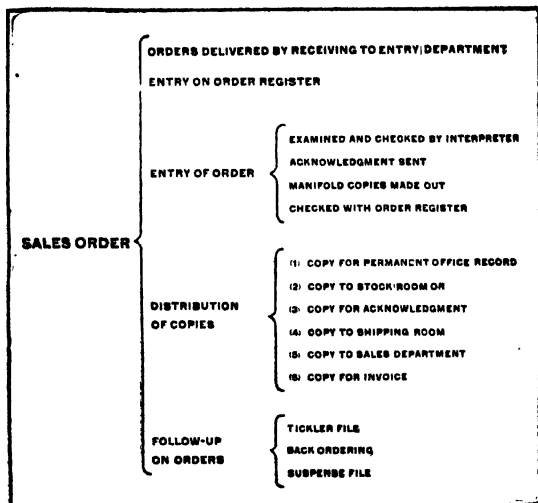 ORDERS DELIVERED BY RECEIVING TO ENTRY DEPARTMENT
ENTRY ON ORDER REGISTER
ENTRY OF ORDER
EXAMINED AND CHECKED BY INTERPRETER
ACKNOWLEDGMENT SENT
MANIFOLD COPIES MADE OUT
CHECKED WITH ORDER REGISTER
SALES ORDER
DISTRIBUTION
OF COPIES
(1) COPY FOR PERMANENT OFFICE RECORD
(2) COPY TO STOCK ROOM OR
(3) COPY FOR ACKNOWLEDGMENT
(4) COPY TO SHIPPING ROOM
(5) COPY TO SALES DEPARTMENT
(6) COPY FOR INVOICE
FOLLOW-UP
ON ORDERS
TICKLER FILE
BACK ORDERING
SUSPENSE FILE